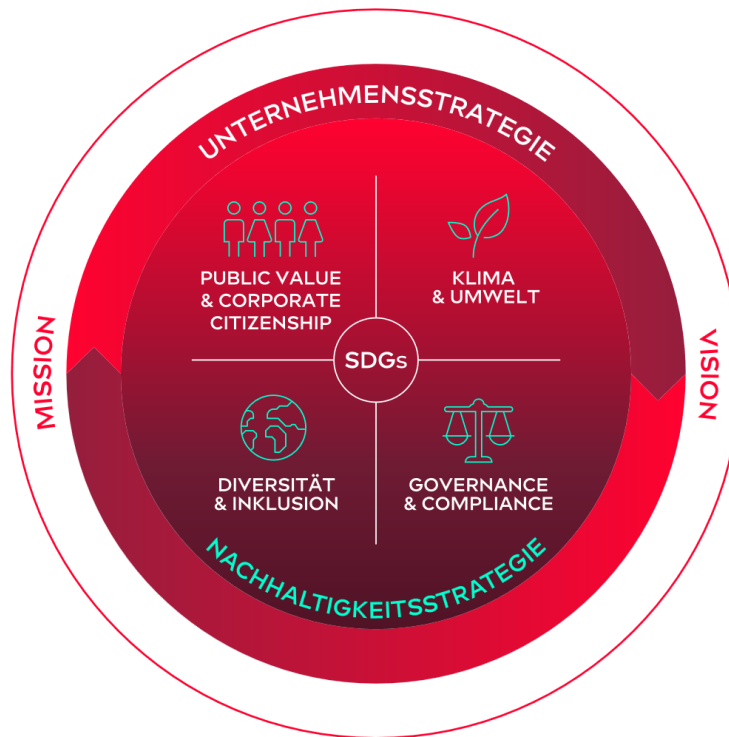 UNTERNEHMENSSTRATEGIE
PUBLIC VALUE
& CORPORATE
CITIZENSHIP
KLIMA
& UMWELT
MISSION
SDGs
VISION
DIVERSITÄT
& INKLUSION
GOVERNANCE
& COMPLIANCE
NACHHALTIGKEITSSTRATEGIE